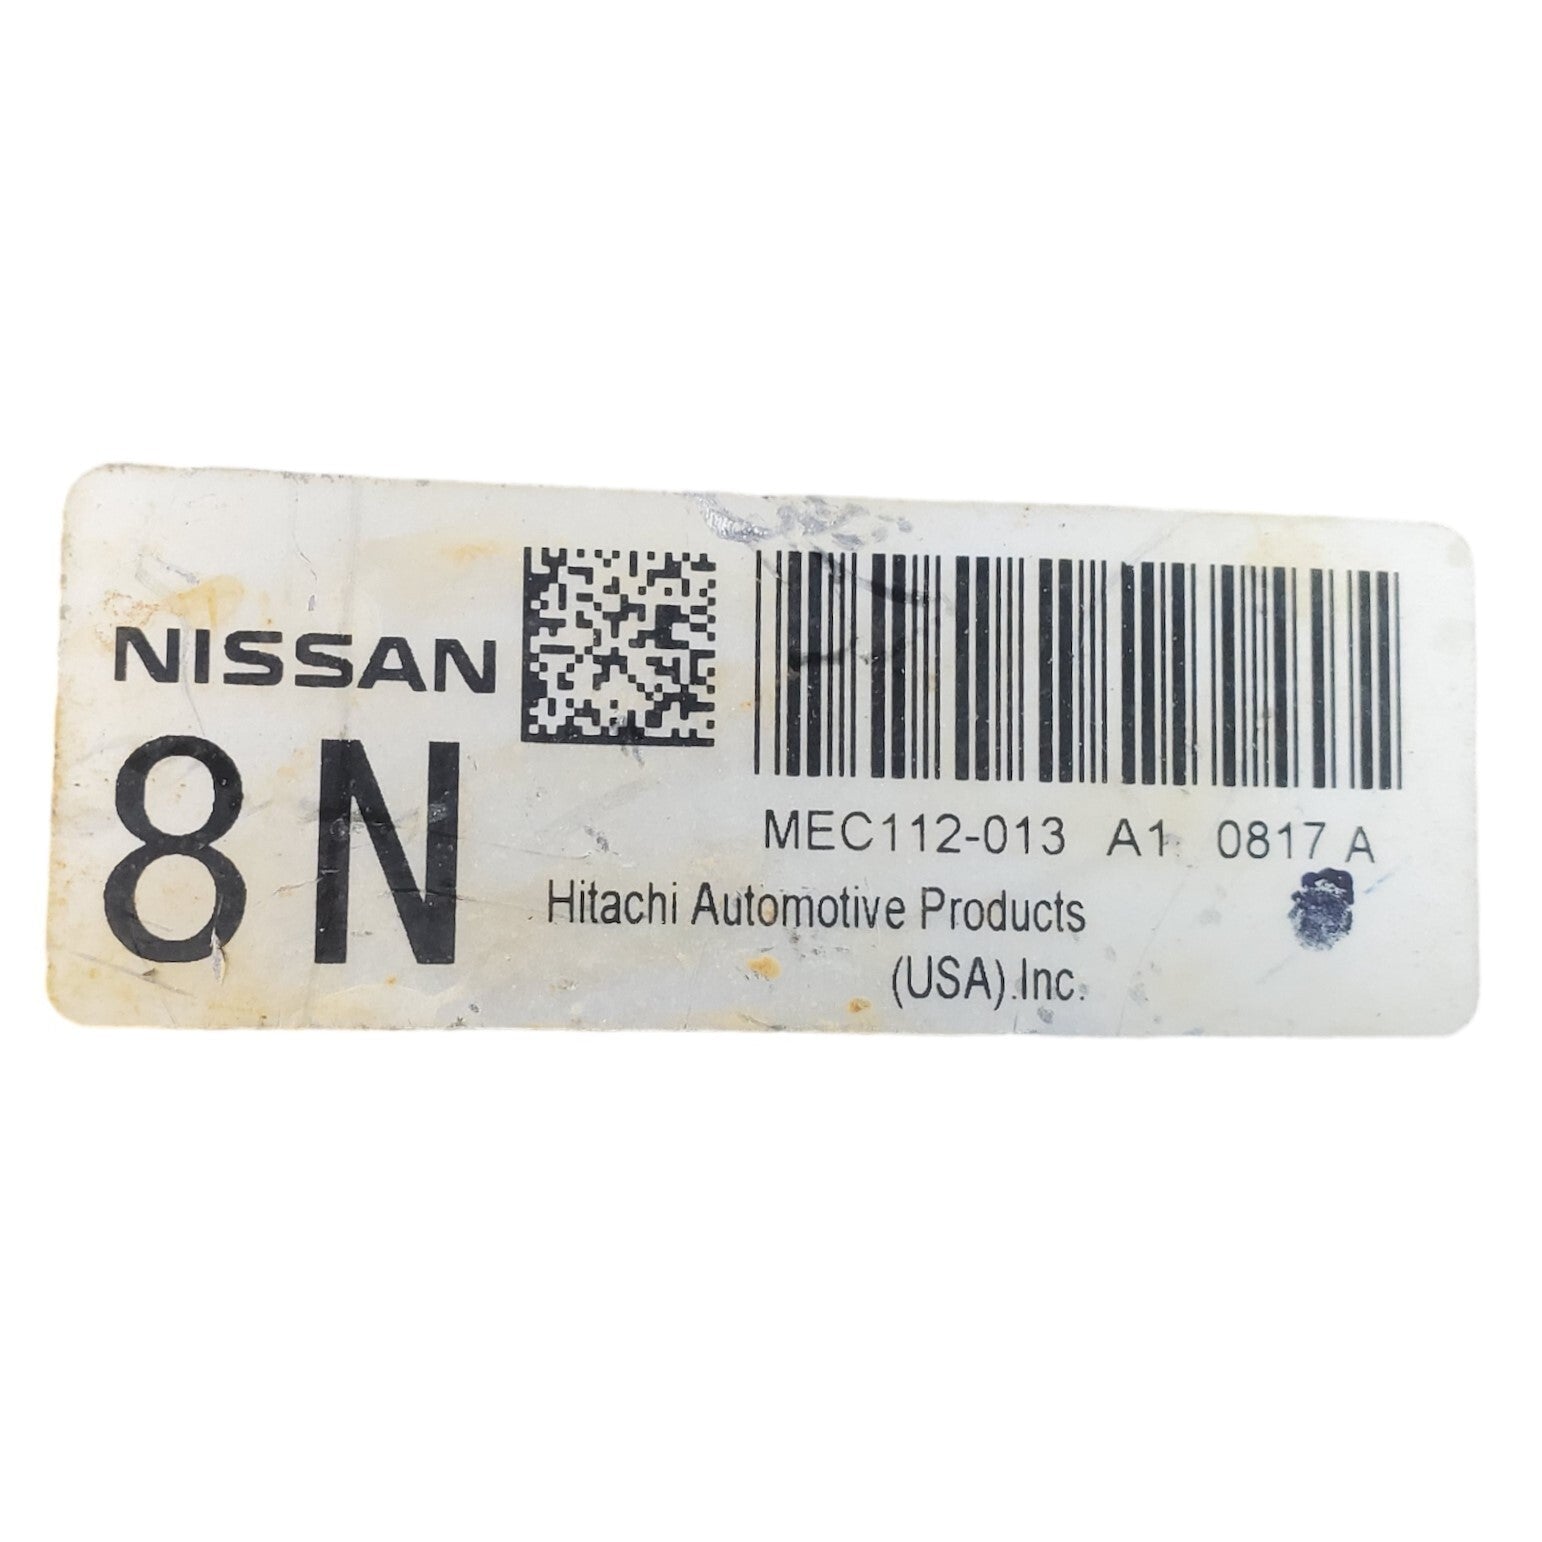 NISSAN
8N
MEC112-013 A1 0817 A
Hitachi Automotive Products
(USA).Inc.